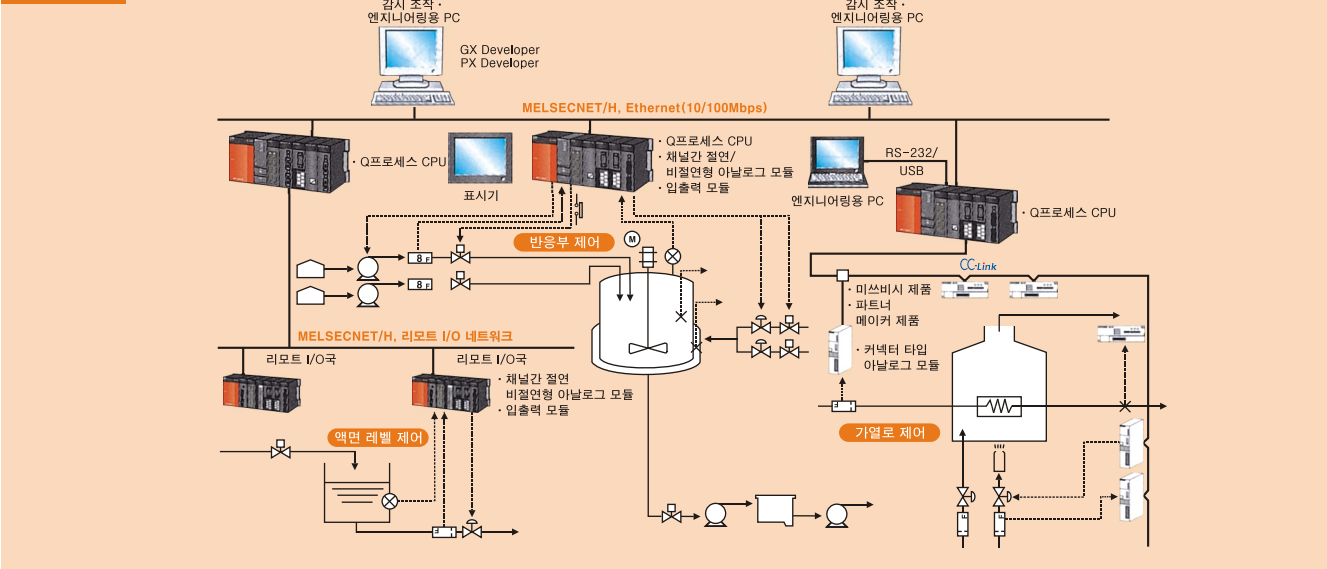 감시 조작·
엔지니어링용 PC
GX Developer
PX Developer
감시 조작·
엔지니어링용 PC
MELSECNET/H, Ethernet(10/100Mbps)
· Q프로세스 CPU
표시기
· Q프로세스 CPU
· 채널간 절연/
비절연형 아날로그 모듈
· 입출력 모듈
RS-232/
USB
엔지니어링용 PC
· Q프로세스 CPU
반응부 제어
M
8 F
8 F
CC-Link
· 미쓰비시 제품
· 파트너
메이커 제품
· 커넥터 타입
아날로그 모듈
MELSECNET/H, 리모트 I/O 네트워크
리모트 I/O국
리모트 I/O국
· 채널간 절연
비절연형 아날로그 모듈
· 입출력 모듈
액면 레벨 제어
가열로 제어